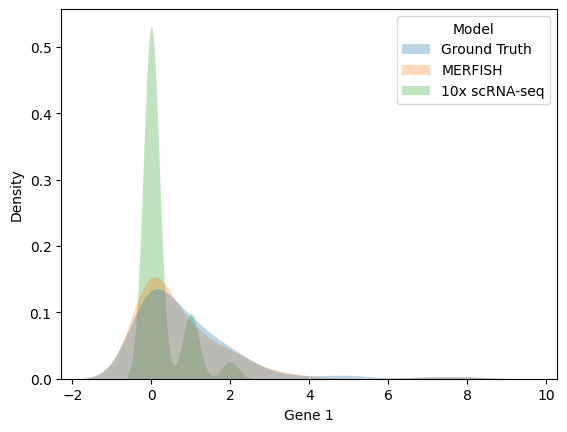 Model
Ground Truth
MERFISH
10x scRNA-seq
0.5
0.4
0.3
0.2
0.1
0.0
Density
−2
0
2
4
6
8
10
Gene 1